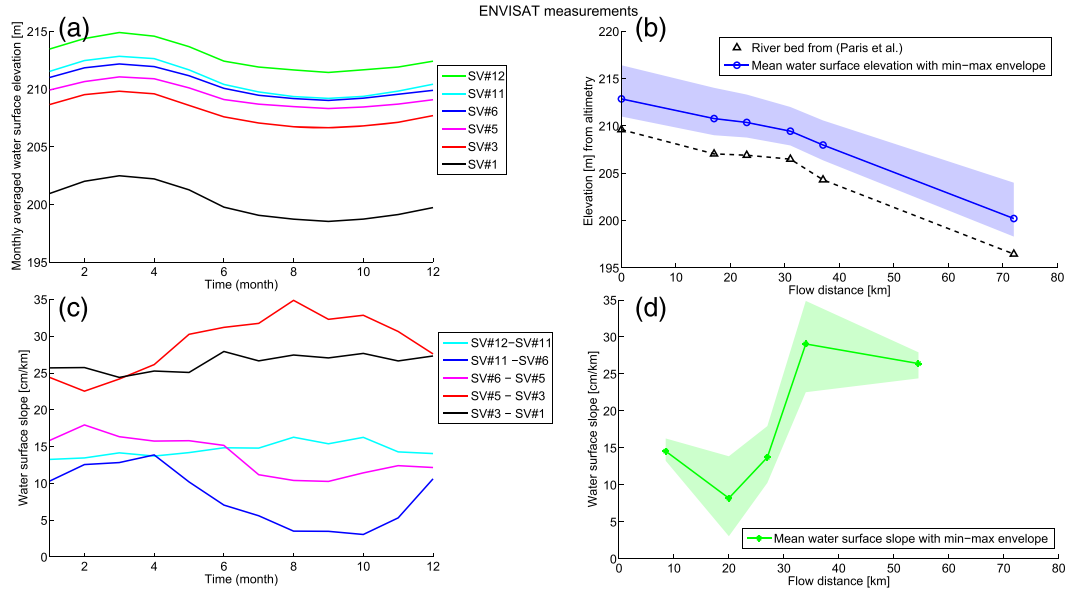 ENVISAT measurements
(a)
Monthly averaged water surface elevation [m]
215
210
205
200
195
2
4
6
8
10
12
Time (month)
SV#12
SV#11
SV#6
SV#5
SV#3
SV#1
(b)
Elevation [m] from altimetry
220
215
210
205
200
195
0
10
20
30
40
50
60
70
80
Flow distance [km]
River bed from (Paris et al.)
Mean water surface elevation with min−max envelope
(c)
Water surface slope [cm/km]
35
30
25
20
15
10
5
0
2
4
6
8
10
12
Time (month)
SV#12−SV#11
SV#11 −SV#6
SV#6 − SV#5
SV#5 − SV#3
SV#3 − SV#1
(d)
Water surface slope [cm/km]
35
30
25
20
15
10
5
0
0
10
20
30
40
50
60
70
80
Flow distance [km]
Mean water surface slope with min−max envelope